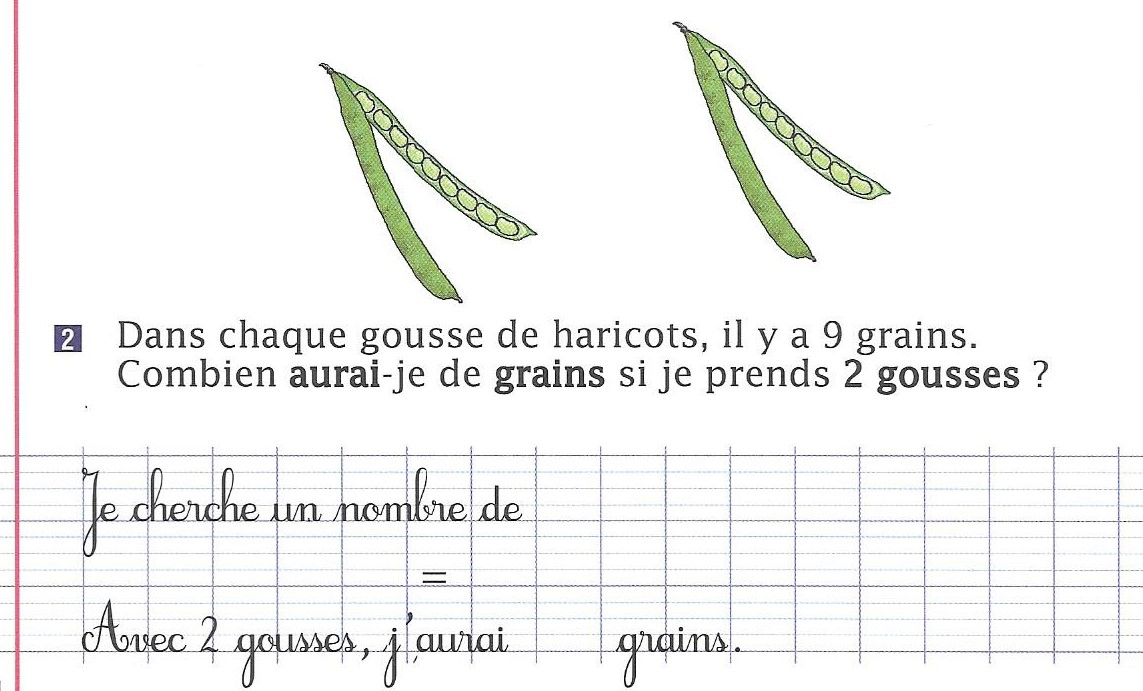 2 Dans chaque gousse de haricots, il y a 9 grains.
Combien aurai-je de grains si je prends 2 gousses ?
Je cherche un nombre de
=
Avec 2 gousses, j'aurai grains.